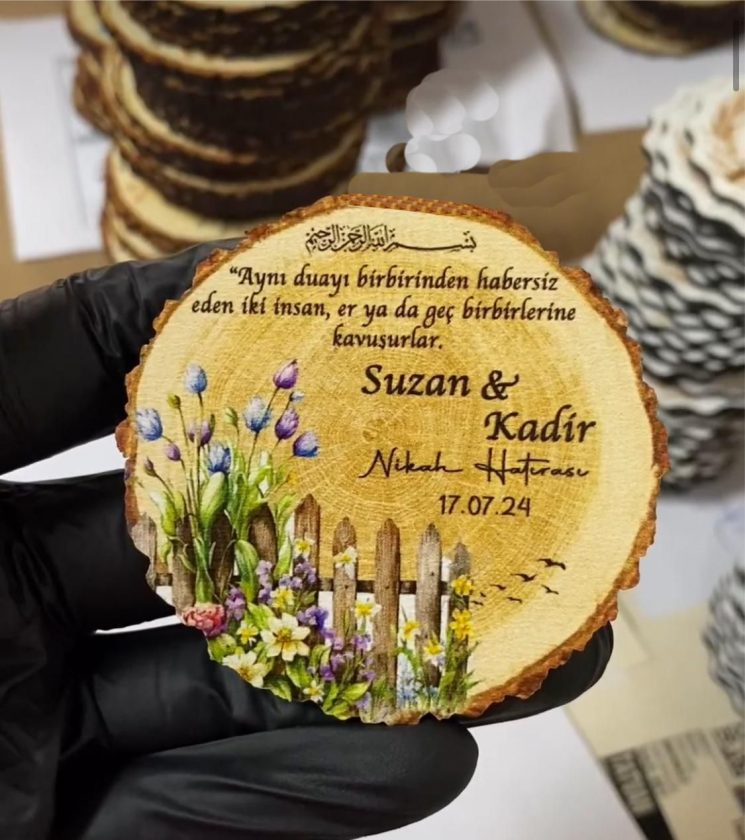 بسم الله الرحمن الرحيم
“Aynı duayı birbirinden habersiz
eden iki insan, er ya da geç birbirlerine
kavuşurlar.
Suzan &
Kadir
Nikah Hatırası
17.07.24